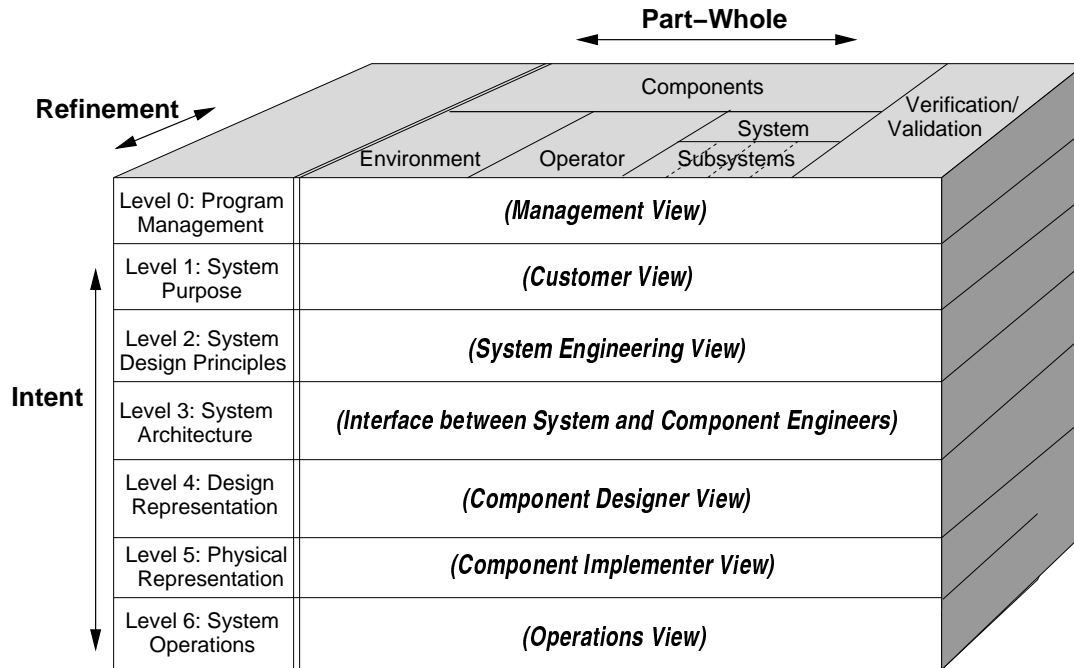 Part–Whole
Refinement
Components
Verification/
Validation
System
Environment
Operator
Subsystems
Level 0: Program
Management
(Management View)
Level 1: System
Purpose
(Customer View)
Level 2: System
Design Principles
(System Engineering View)
Intent
Level 3: System
Architecture
(Interface between System and Component Engineers)
Level 4: Design
Representation
(Component Designer View)
Level 5: Physical
Representation
(Component Implementer View)
Level 6: System
Operations
(Operations View)